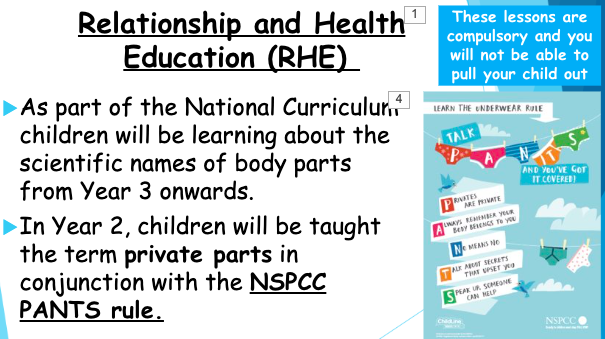 Relationship and Health
Education (RHE)
1
These lessons are
compulsory and you
will not be able to
pull your child out
4
As part of the National Curriculum
children will be learning about the
scientific names of body parts
from Year 3 onwards.
In Year 2, children will be taught
the term private parts in
conjunction with the NSPCC
PANTS rule.
LEARN THE UNDERWEAR RULE
TALK
PANTS
AND YOU'VE GOT
IT COVERED!
PRIVATES
ARE PRIVATE
ALWAYS REMEMBER YOUR
BODY BELONGS TO YOU
NO MEANS NO
TALK ABOUT SECRETS
THAT UPSET YOU
SPEAK UP, SOMEONE
CAN HELP
ChildLine
NSPCC